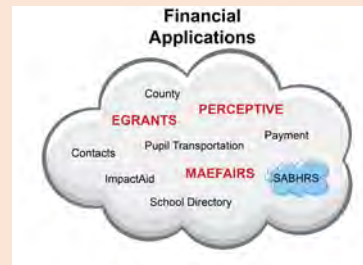 Financial
Applications
County
PERCEPTIVE
EGRANTS
Payment
Pupil Transportation
Contacts
ImpactAid
MAEFAIRS
SABHRS
School Directory